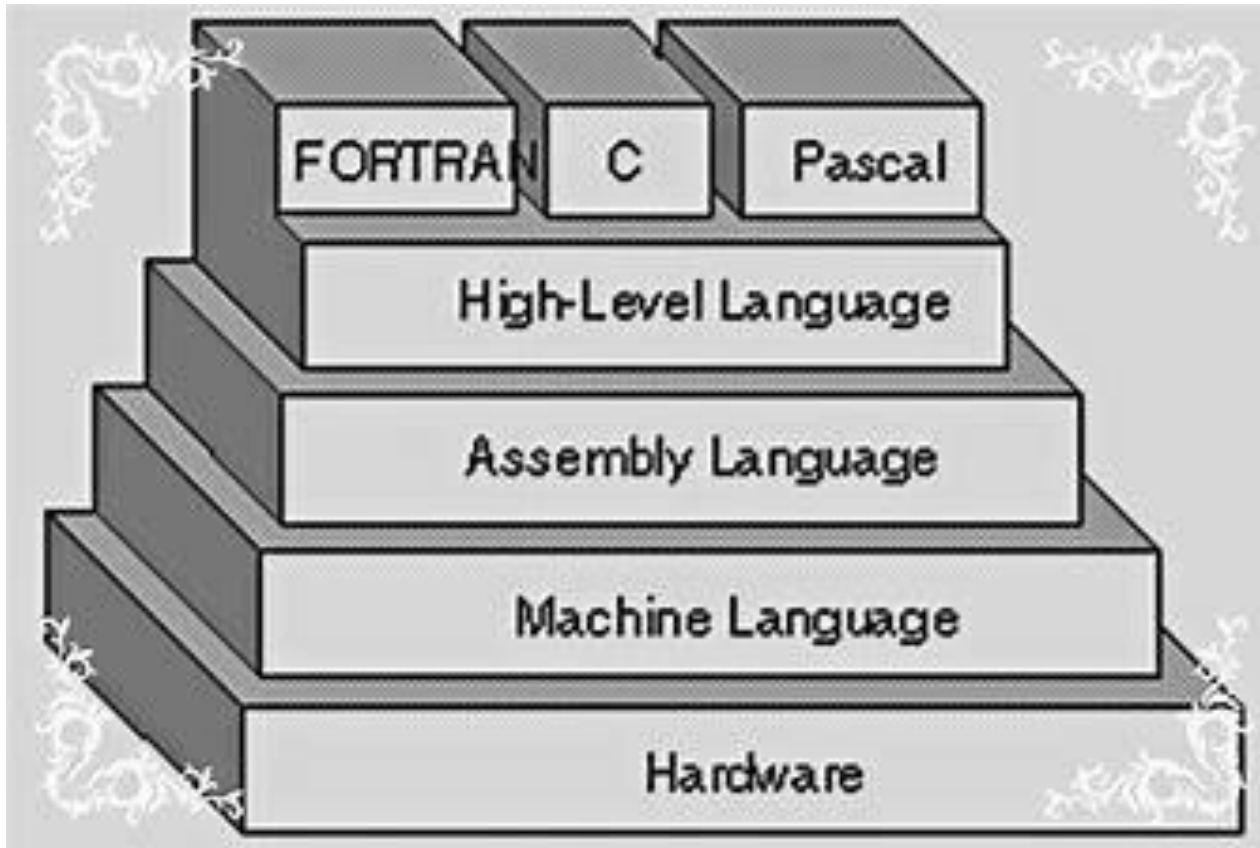 FORTRAN C Pascal
High-Level Language
Assembly Language
Machine Language
Hardware